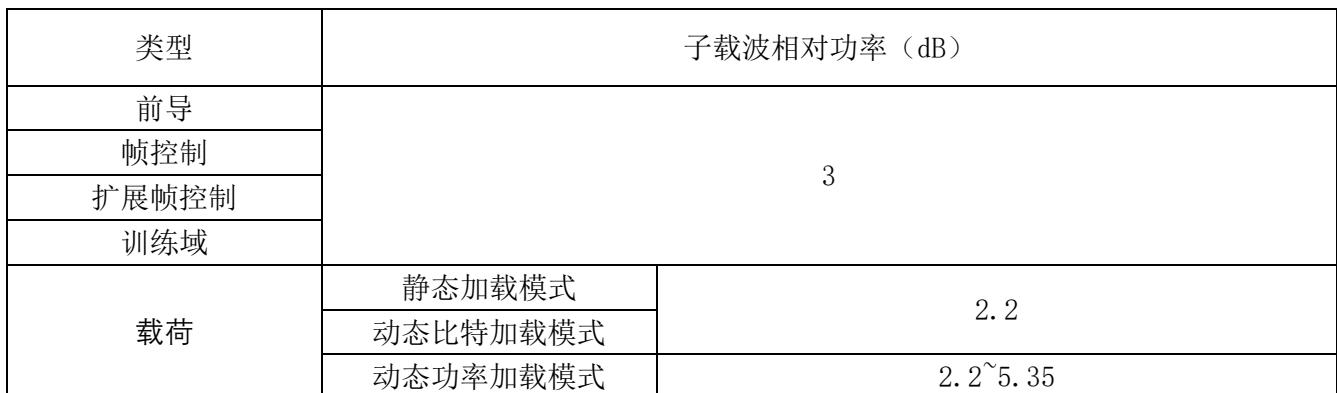 类型
子载波相对功率（dB）
前导
帧控制
扩展帧控制
训练域
3
载荷
静态加载模式
动态比特加载模式
2.2
动态功率加载模式
2.2~5.35